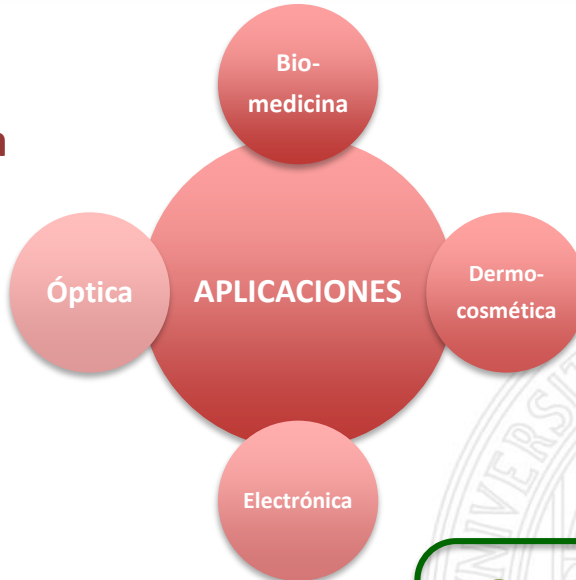 Bio-
medicina
Óptica
APLICACIONES
Dermo-
cosmética
Electrónica